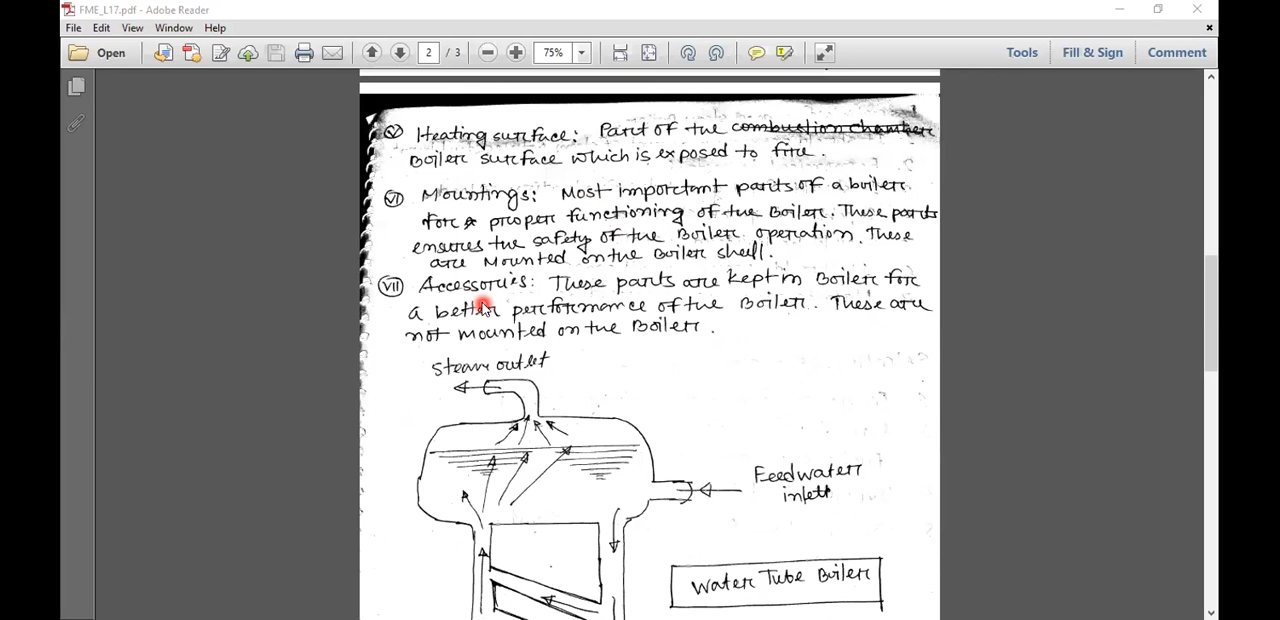 FME_L17.pdf - Adobe Reader
File Edit View Window Help
Open 2 / 3 75% Tools Fill & Sign Comment
(V) Heating surface: Part of the combustion chamber
Boiler surface which is exposed to fire.
(VI) Mountings: Most important parts of a boiler
for a proper functioning of the Boiler. These parts
ensures the safety of the Boiler operation. These
are Mounted on the Boiler shell.
(VII) Accessories: These parts are kept in Boiler for
a better performance of the Boiler. These are
not mounted on the Boiler.
Steam outlet
Feedwater
inlet
Water Tube Boiler